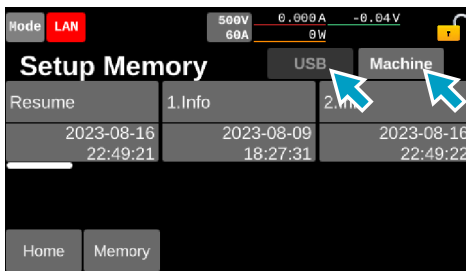 Mode LAN 500V 0.000A -0.04V
60A 0W
Setup Memory USB Machine
Resume 1.Info
2023-08-16 2023-08-09 2023-08-16
22:49:21 18:27:31 22:49:22
Home Memory